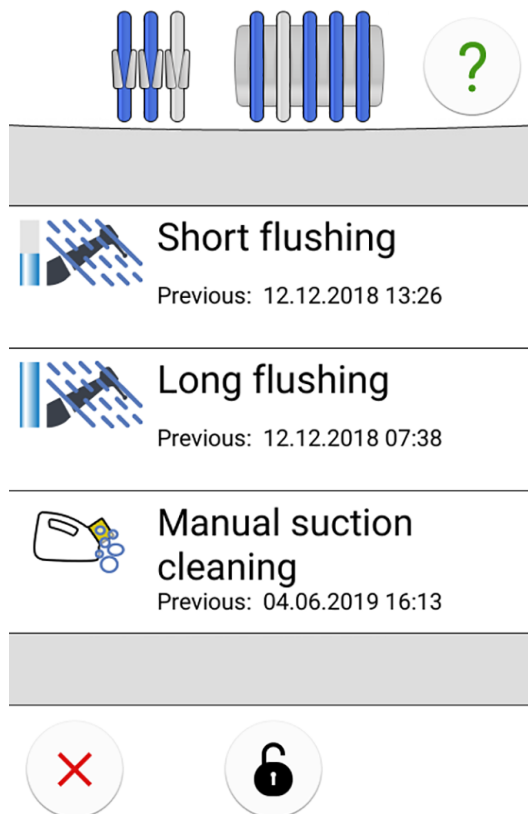 ?
Short flushing
Previous: 12.12.2018 13:26
Long flushing
Previous: 12.12.2018 07:38
Manual suction
cleaning
Previous: 04.06.2019 16:13